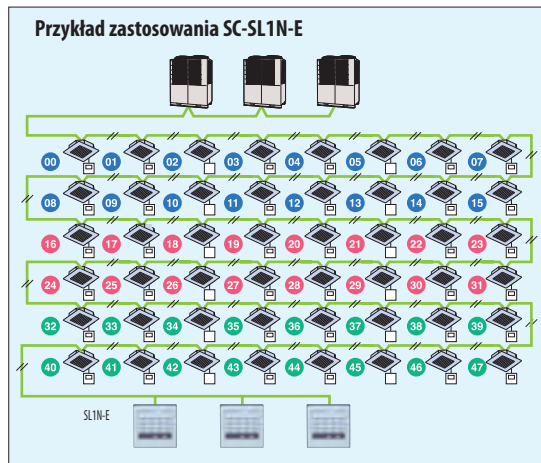 Przykład zastosowania SC-SL1N-E
00 01 02 03 04 05 06 07
08 09 10 11 12 13 14 15
16 17 18 19 20 21 22 23
24 25 26 27 28 29 30 31
32 33 34 35 36 37 38 39
40 41 42 43 44 45 46 47
SL1N-E